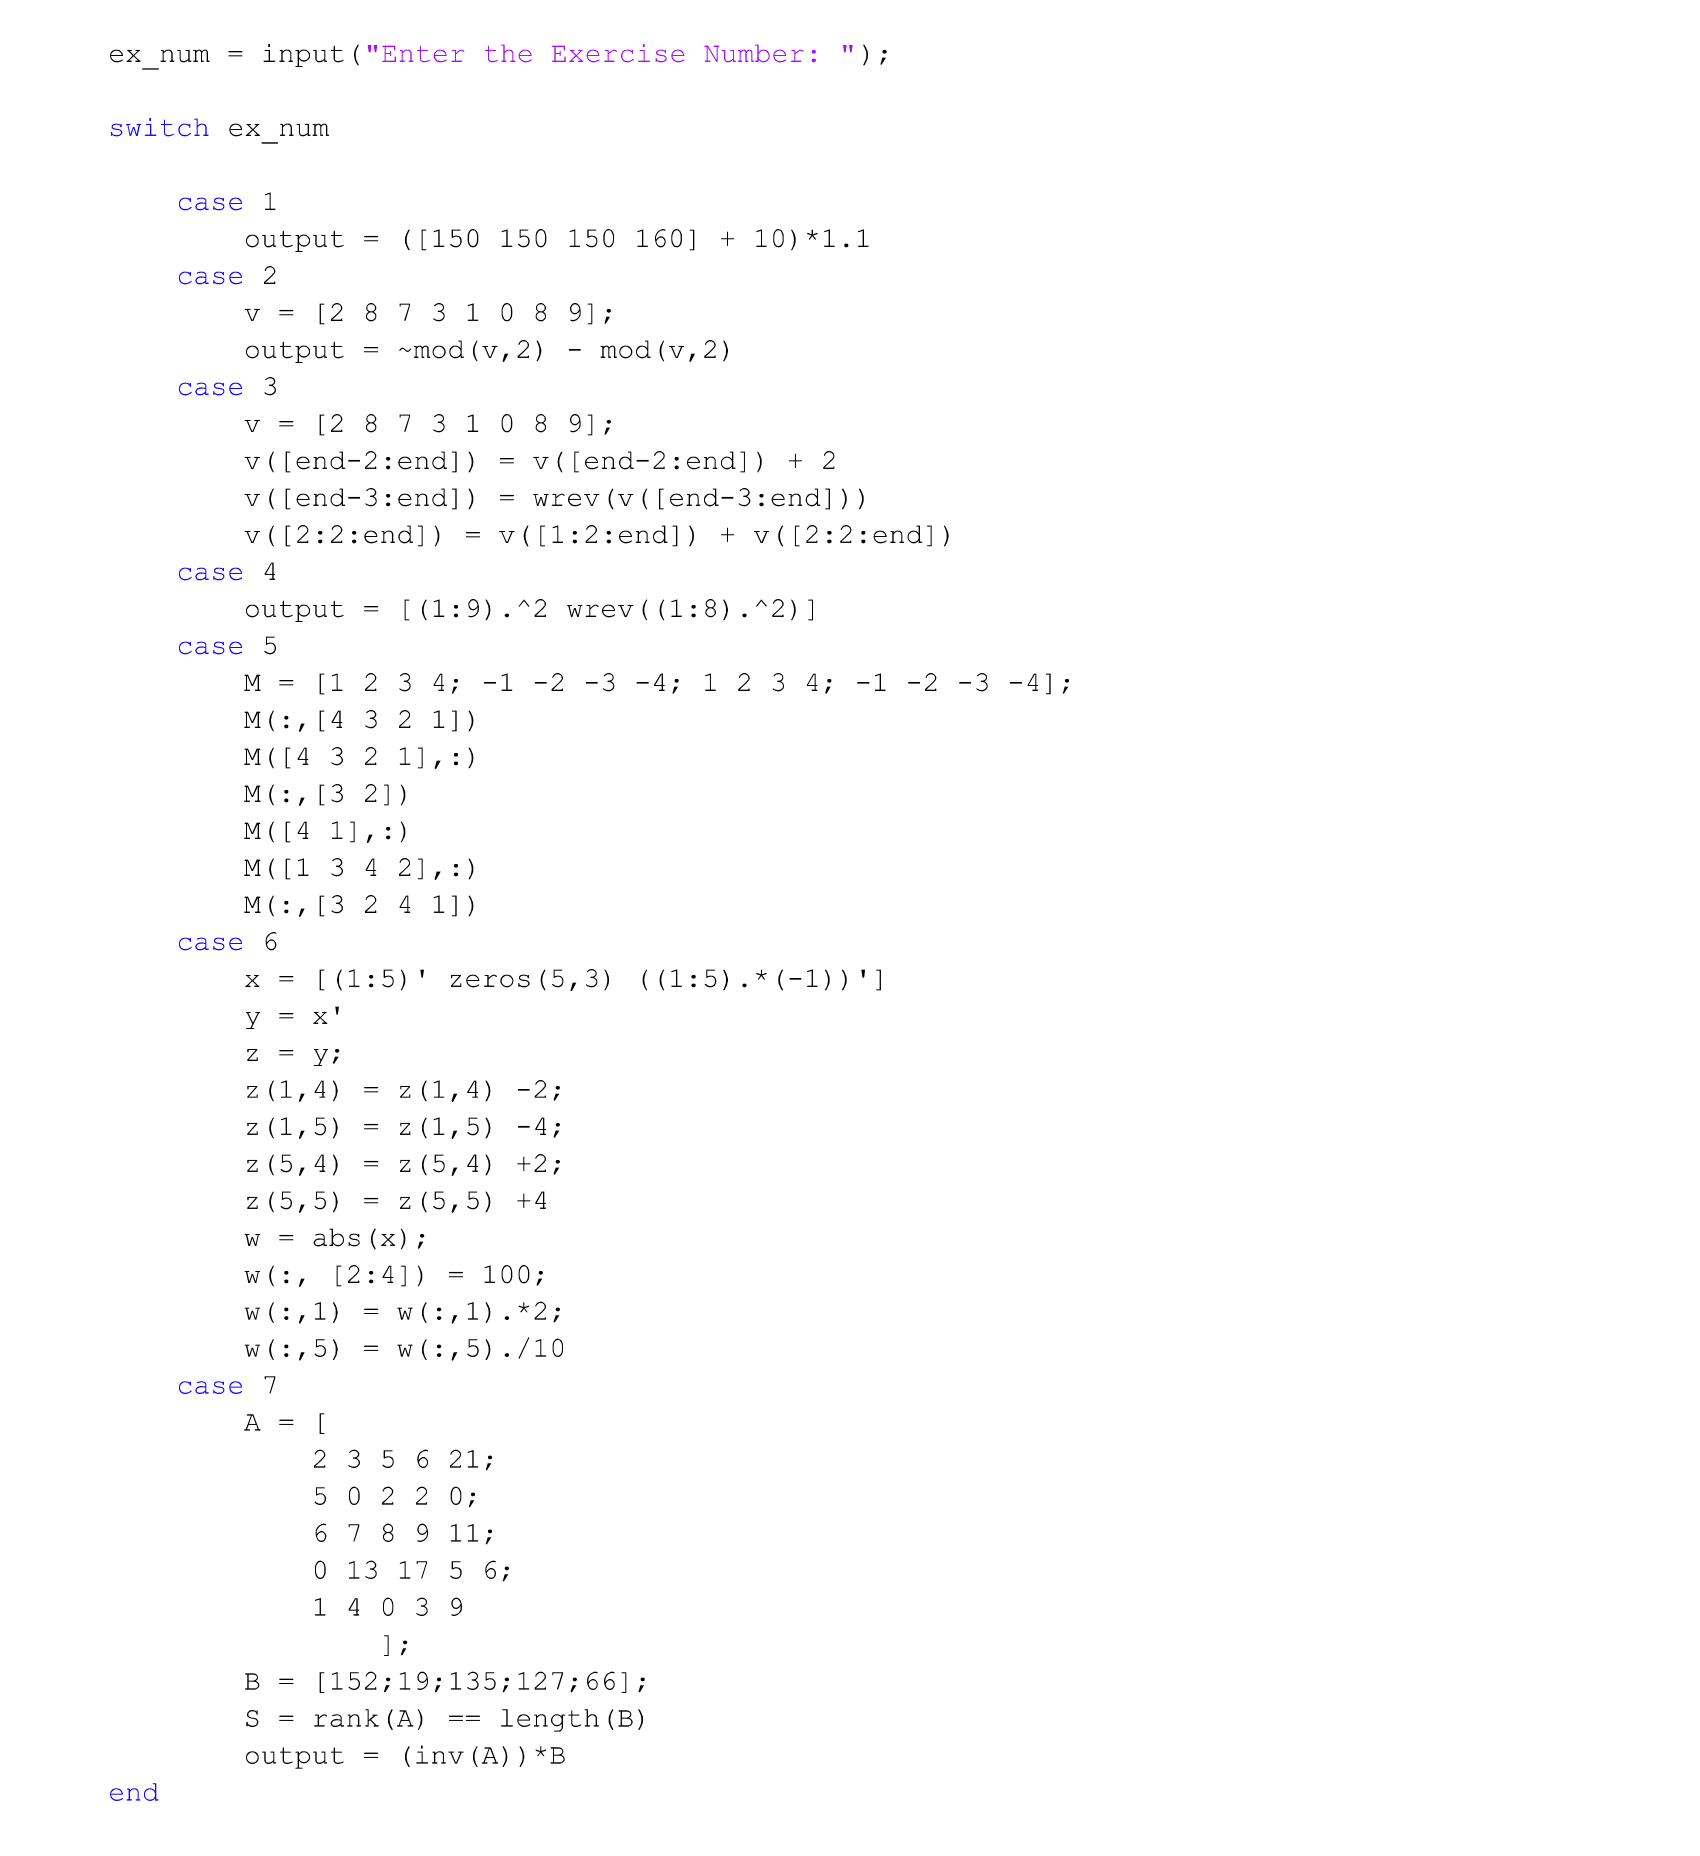 ex_num = input("Enter the Exercise Number: ");
switch ex_num
case 1
output = ([150 150 150 160] + 10)*1.1
case 2
v = [2 8 7 3 1 0 8 9];
output = ~mod(v,2) - mod(v,2)
case 3
v = [2 8 7 3 1 0 8 9];
v([end-2:end]) = v([end-2:end]) + 2
v([end-3:end]) = wrev(v([end-3:end]))
v([2:2:end]) = v([1:2:end]) + v([2:2:end])
case 4
output = [(1:9).^2 wrev((1:8).^2)]
case 5
M = [1 2 3 4; -1 -2 -3 -4; 1 2 3 4; -1 -2 -3 -4];
M(:,[4 3 2 1])
M([4 3 2 1],:)
M(:,[3 2])
M([4 1],:)
M([1 3 4 2],:)
M(:,[3 2 4 1])
case 6
x = [(1:5)' zeros(5,3) ((1:5).*(-1))']
y = x'
z = y;
z(1,4) = z(1,4) -2;
z(1,5) = z(1,5) -4;
z(5,4) = z(5,4) +2;
z(5,5) = z(5,5) +4
w = abs(x);
w(:, [2:4]) = 100;
w(:,1) = w(:,1).*2;
w(:,5) = w(:,5)./10
case 7
A = [
2 3 5 6 21;
5 0 2 2 0;
6 7 8 9 11;
0 13 17 5 6;
1 4 0 3 9
];
B = [152;19;135;127;66];
S = rank(A) == length(B)
output = (inv(A))*B
end